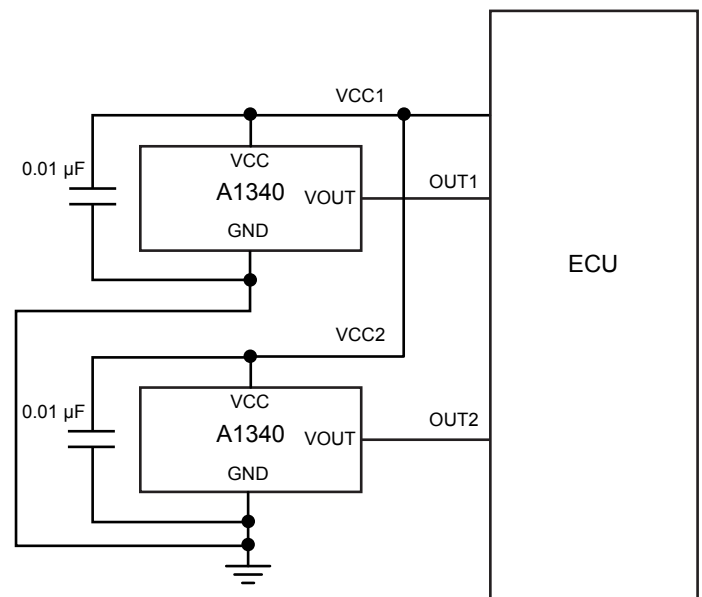 VCC1
0.01 µF
VCC
A1340
VOUT
GND
OUT1
ECU
VCC2
0.01 µF
VCC
A1340
VOUT
GND
OUT2